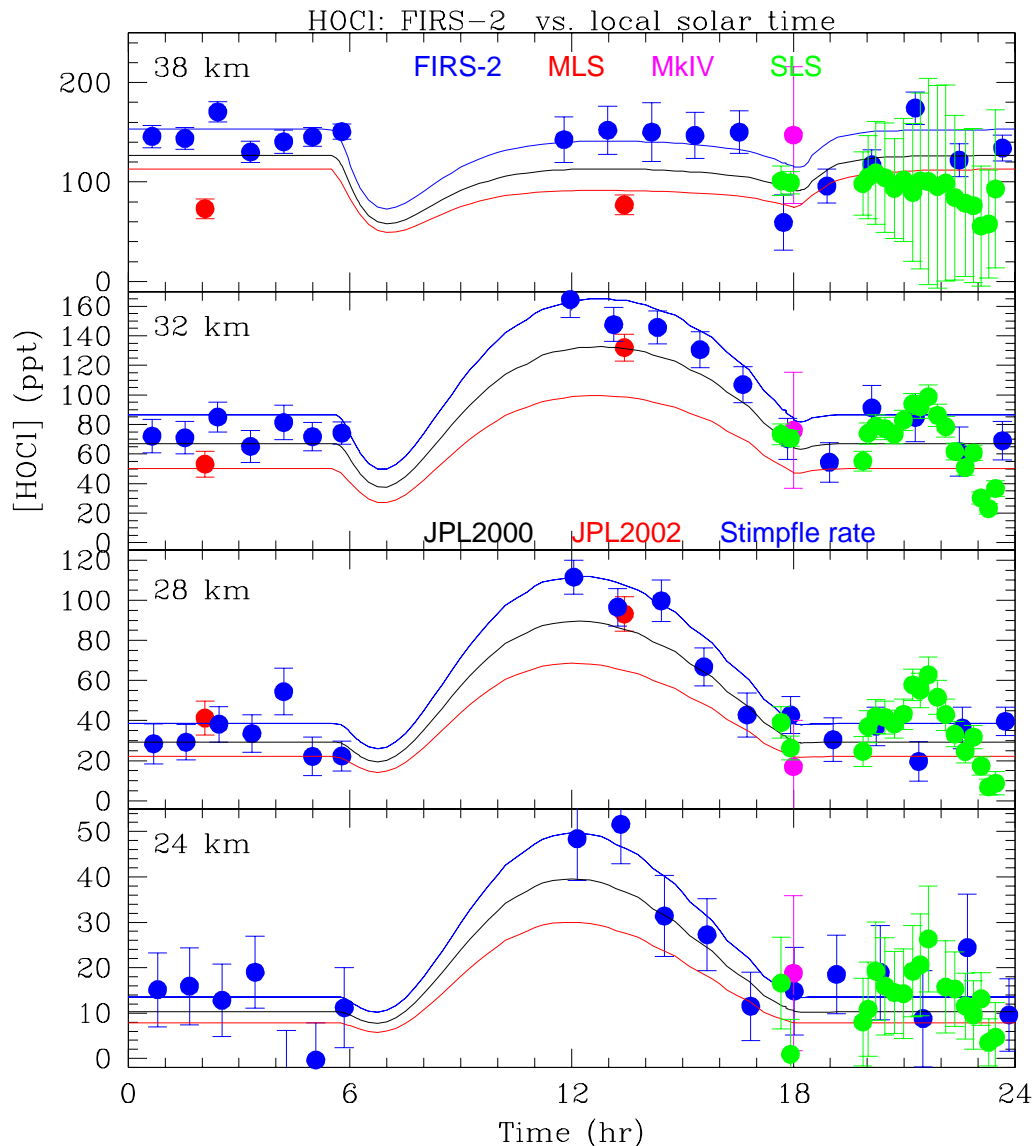 HOCl: FIRS-2 vs. local solar time
38 km
FIRS-2 MLS MkIV SLS
200
100
0
32 km
160
140
120
100
80
60
40
20
0
JPL2000 JPL2002 Stimpfle rate
28 km
120
100
80
60
40
20
0
24 km
50
40
30
20
10
0
[HOCl] (ppt)
0 6 12 18 24
Time (hr)